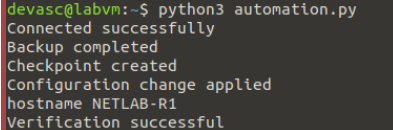 devasc@labvm:~$ python3 automation.py
Connected successfully
Backup completed
Checkpoint created
Configuration change applied
hostname NETLAB-R1
Verification successful